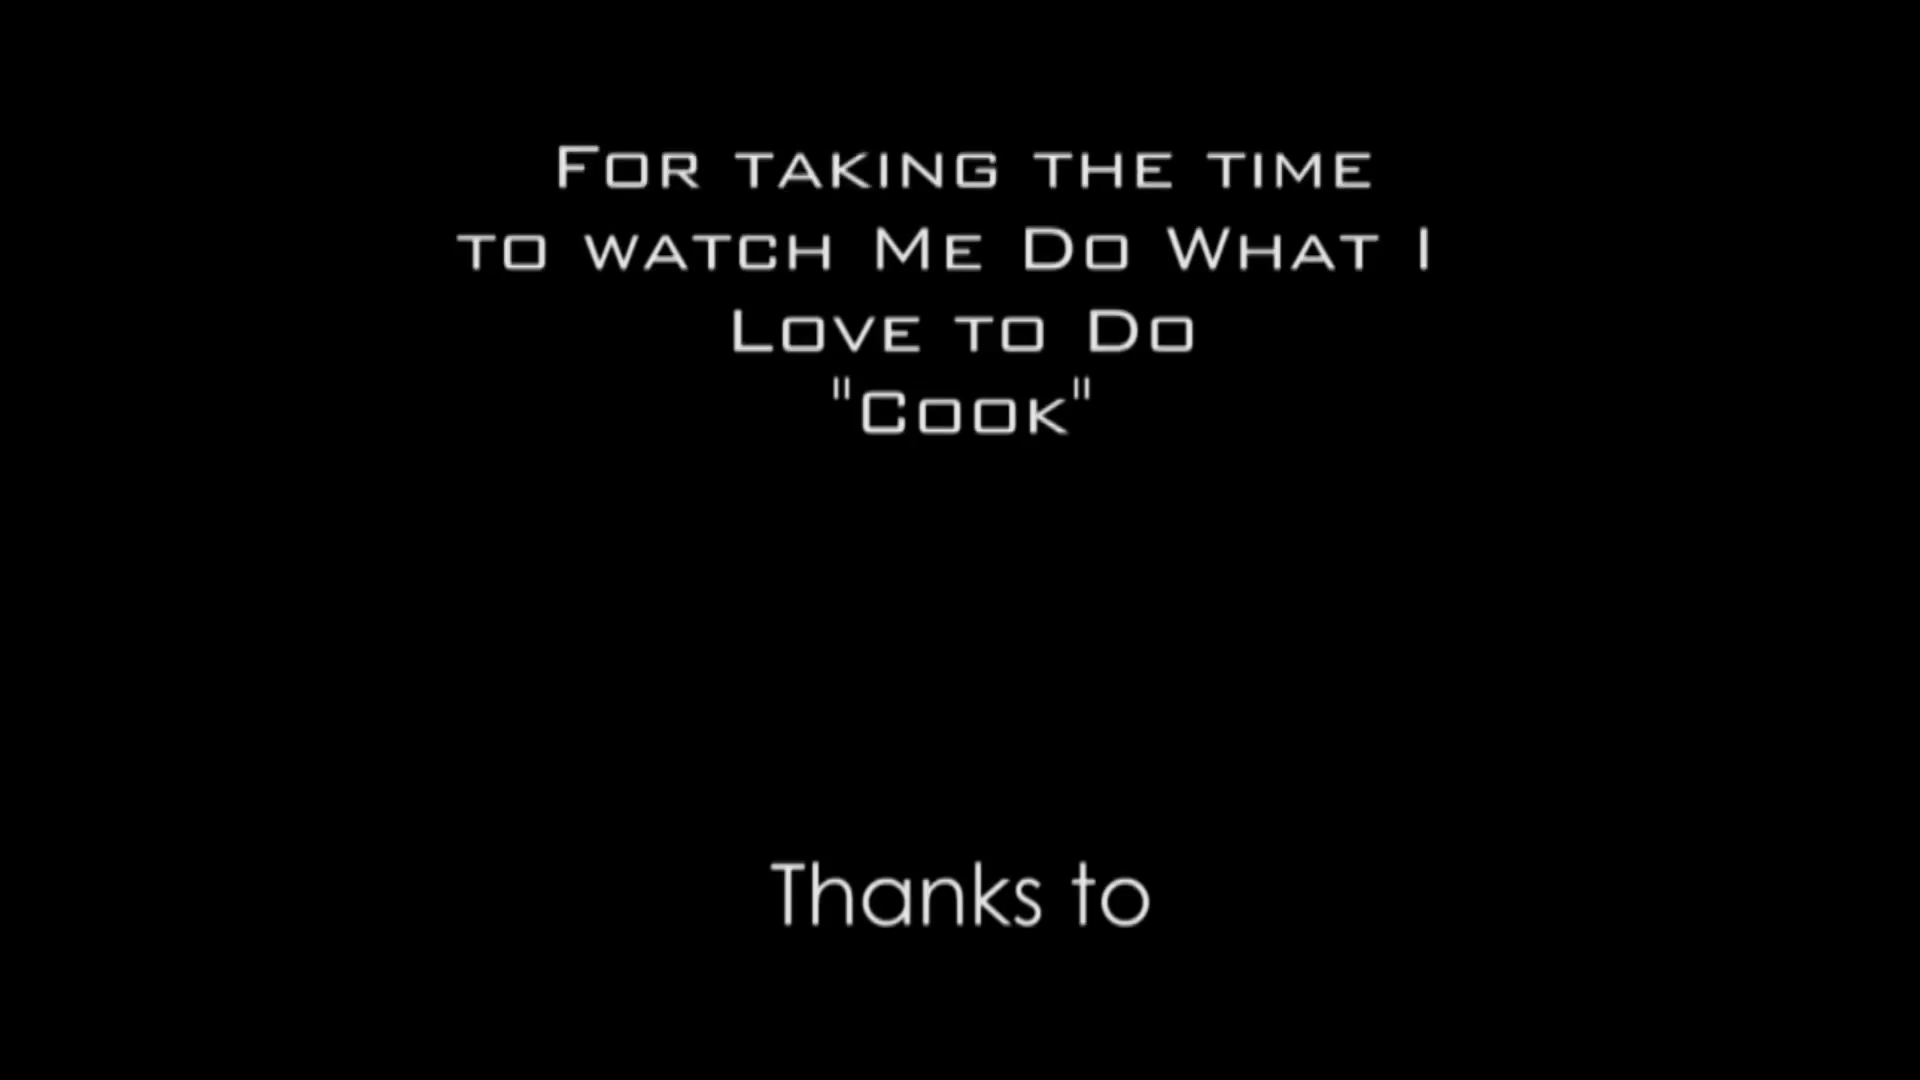 For taking the time
to watch Me Do What I
Love to Do
"Cook"
Thanks to